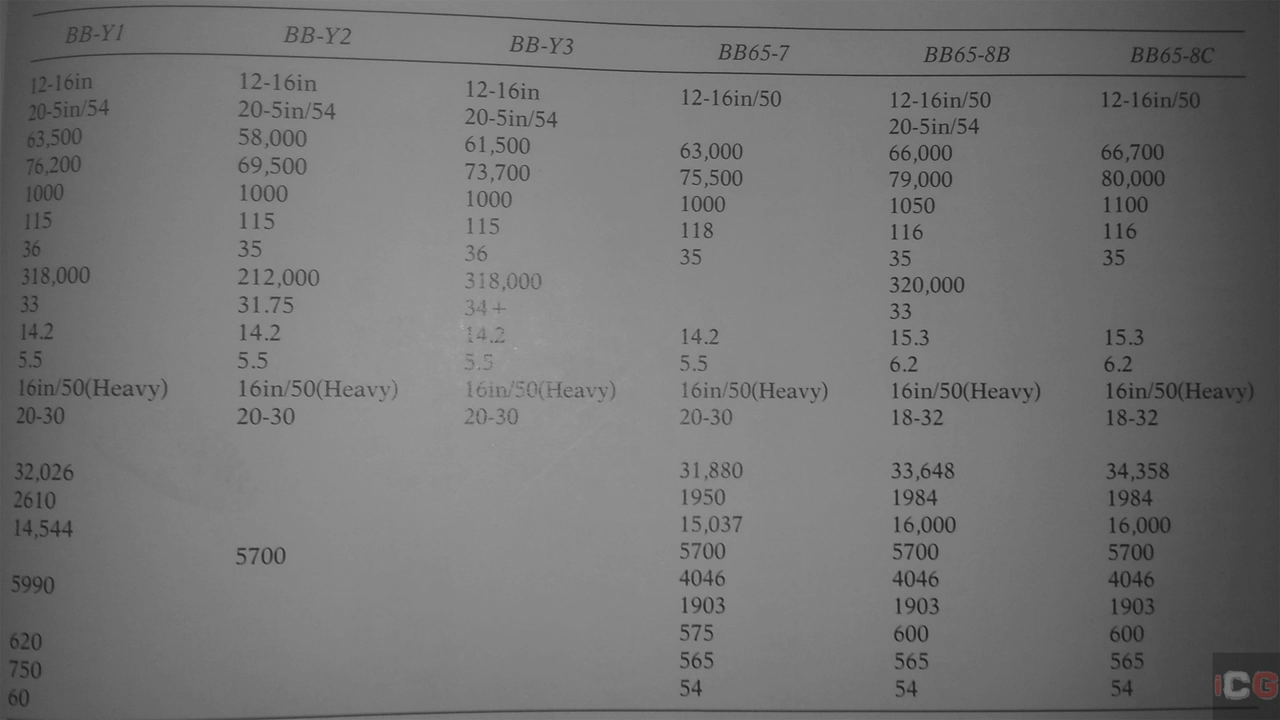 BB-Y1 BB-Y2 BB-Y3 BB65-7 BB65-8B BB65-8C
12-16in 12-16in 12-16in 12-16in/50 12-16in/50 12-16in/50
20-5in/54 20-5in/54 20-5in/54 20-5in/54
63,500 58,000 61,500 63,000 66,000 66,700
76,200 69,500 73,700 75,500 79,000 80,000
1000 1000 1000 1000 1050 1100
115 115 115 118 116 116
36 35 36 35 35 35
318,000 212,000 318,000 320,000
33 31.75 34+ 33
14.2 14.2 14.2 14.2 15.3 15.3
5.5 5.5 5.5 5.5 6.2 6.2
16in/50(Heavy) 16in/50(Heavy) 16in/50(Heavy) 16in/50(Heavy) 16in/50(Heavy) 16in/50(Heavy)
20-30 20-30 20-30 20-30 18-32 18-32
32,026 31,880 33,648 34,358
2610 1950 1984 1984
14,544 15,037 16,000 16,000
5700 5700 5700 5700
5990 4046 4046 4046
1903 1903 1903
620 575 600 600
750 565 565 565
60 54 54 54
iCG